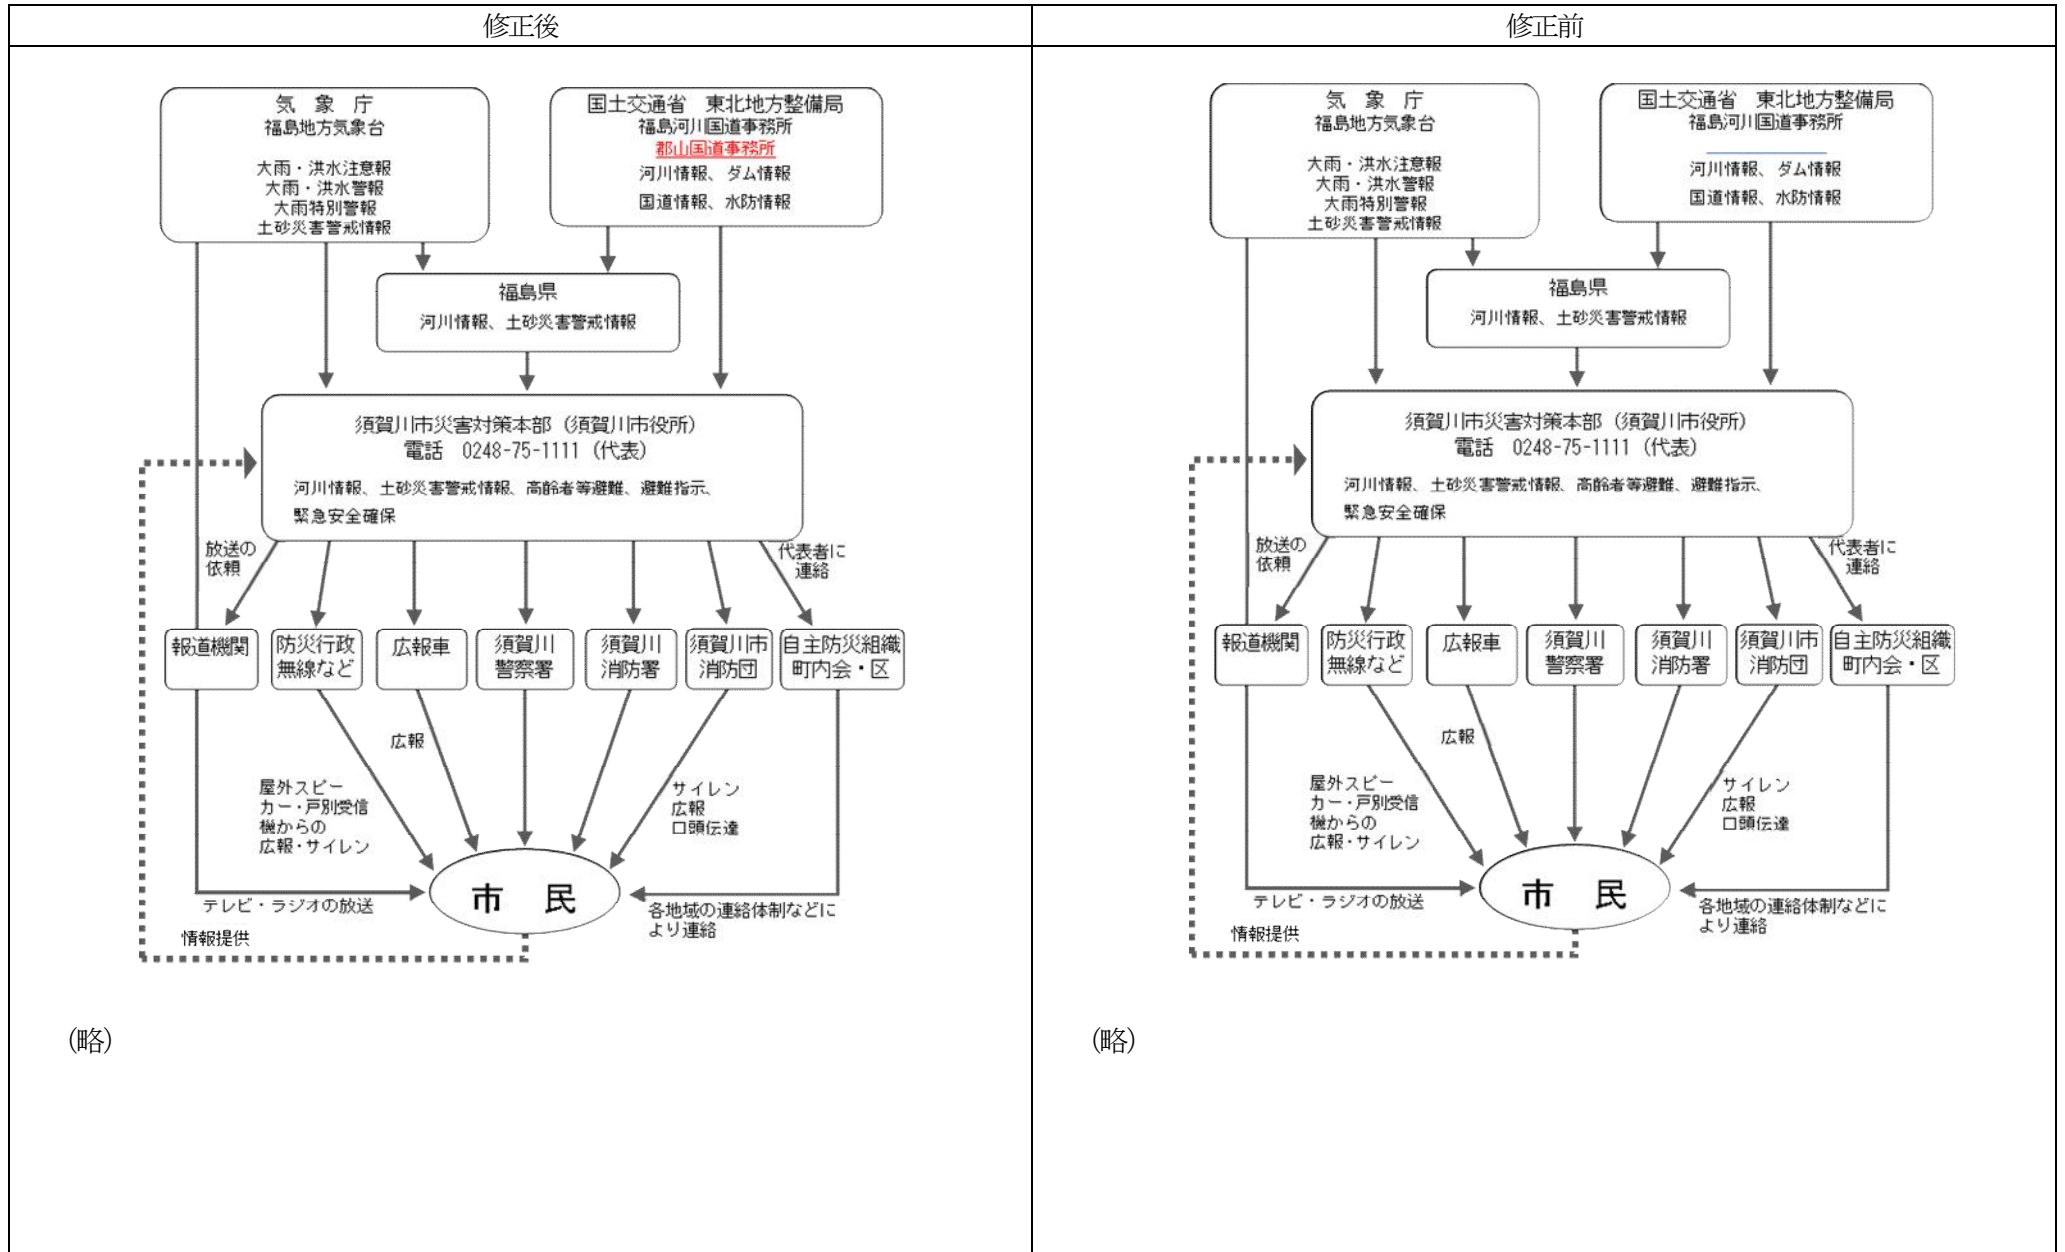 修正後
気 象 庁
福島地方気象台
大雨・洪水注意報
大雨・洪水警報
大雨特別警報
土砂災害警戒情報
国土交通省 東北地方整備局
福島河川国道事務所
郡山国道事務所
河川情報、ダム情報
国道情報、水防情報
福島県
河川情報、土砂災害警戒情報
須賀川市災害対策本部（須賀川市役所）
電話 0248-75-1111（代表）
河川情報、土砂災害警戒情報、高齢者等避難、避難指示、
緊急安全確保
放送の
依頼
代表者に
連絡
報道機関
防災行政
無線など
広報車
須賀川
警察署
須賀川
消防署
須賀川市
消防団
自主防災組織
町内会・区
広報
屋外スピー
カー・戸別受信
機からの
広報・サイレン
サイレン
広報
口頭伝達
市 民
テレビ・ラジオの放送
各地域の連絡体制などに
より連絡
情報提供
(略)
修正前
気 象 庁
福島地方気象台
大雨・洪水注意報
大雨・洪水警報
大雨特別警報
土砂災害警戒情報
国土交通省 東北地方整備局
福島河川国道事務所
河川情報、ダム情報
国道情報、水防情報
福島県
河川情報、土砂災害警戒情報
須賀川市災害対策本部（須賀川市役所）
電話 0248-75-1111（代表）
河川情報、土砂災害警戒情報、高齢者等避難、避難指示、
緊急安全確保
放送の
依頼
代表者に
連絡
報道機関
防災行政
無線など
広報車
須賀川
警察署
須賀川
消防署
須賀川市
消防団
自主防災組織
町内会・区
広報
屋外スピー
カー・戸別受信
機からの
広報・サイレン
サイレン
広報
口頭伝達
市 民
テレビ・ラジオの放送
各地域の連絡体制などに
より連絡
情報提供
(略)